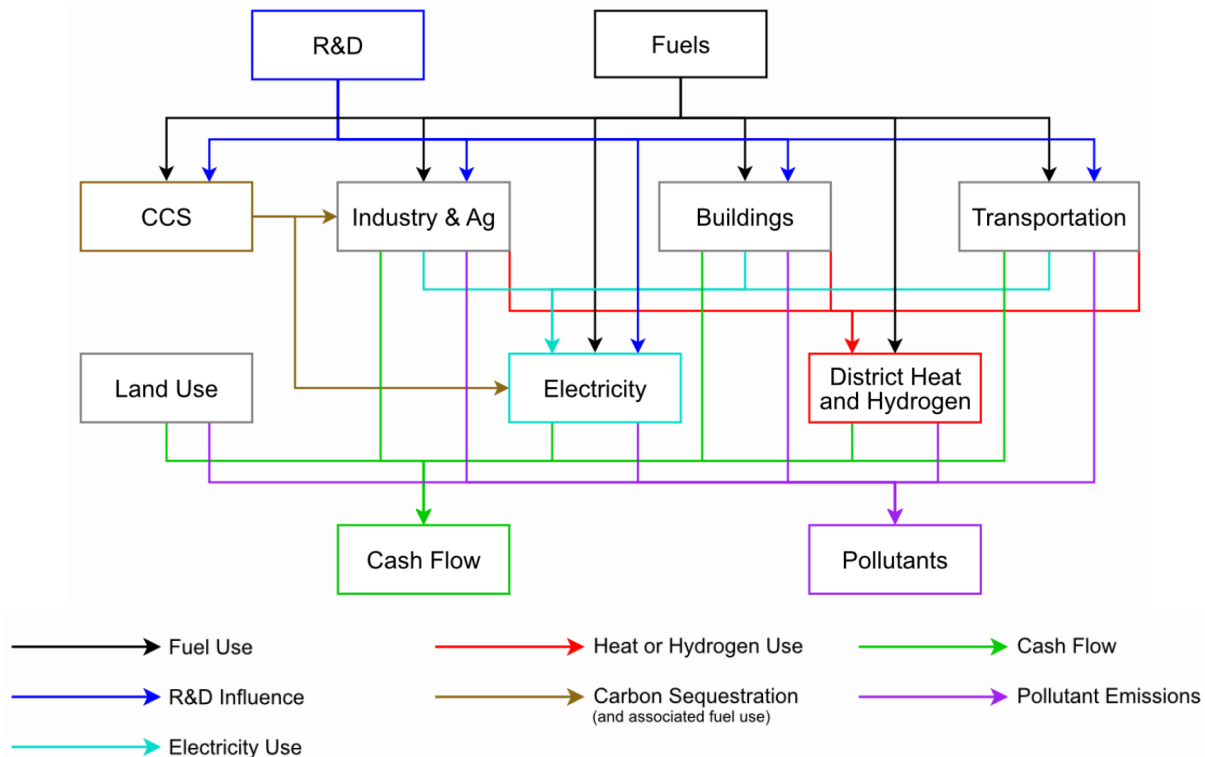 R&D
Fuels
CCS
Industry & Ag
Buildings
Transportation
Land Use
Electricity
District Heat
and Hydrogen
Cash Flow
Pollutants
Fuel Use
Heat or Hydrogen Use
Cash Flow
R&D Influence
Carbon Sequestration
(and associated fuel use)
Pollutant Emissions
Electricity Use